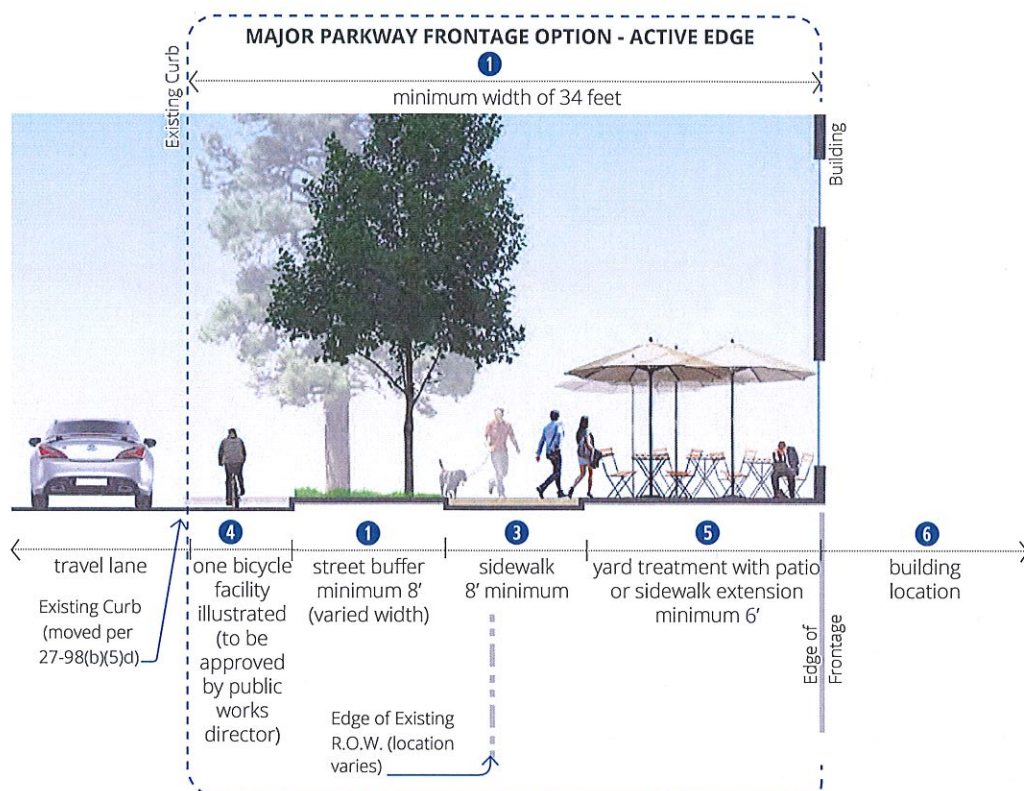 MAJOR PARKWAY FRONTAGE OPTION - ACTIVE EDGE
1
minimum width of 34 feet
Existing Curb
Building
4
1
3
5
6
travel lane
one bicycle
facility
illustrated
(to be
approved
by public
works
director)
street buffer
minimum 8'
(varied width)
sidewalk
8' minimum
yard treatment with patio
or sidewalk extension
minimum 6'
building
location
Existing Curb
(moved per
27-98(b)(5)d)
Edge of Existing
R.O.W. (location
varies)
Edge of
Frontage